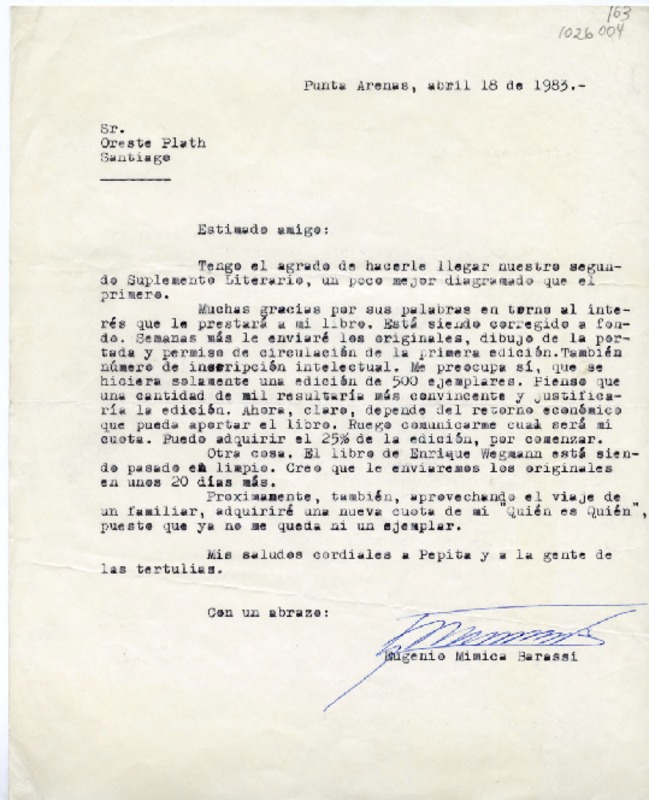 163
1026004
Punta Arenas, abril 18 de 1983.-
Sr.
Oreste Plath
Santiago
Estimado amigo:
Tengo el agrado de hacerle llegar nuestro segun-
do Suplemento Literario, un poco mejor diagramado que el
primero.
Muchas gracias por sus palabras en torno al inte-
rés que le prestará a mi libro. Está siendo corregido a fon-
do. Semanas más le enviaré los originales, dibujo de la por-
tada y permiso de circulación de la primera edición.También
número de inscripción intelectual. Me preocupa sí, que se
hiciera solamente una edición de 500 ejemplares. Pienso que
una cantidad de mil resultaría más convincente y justifica-
ría la edición. Ahora, claro, depende del retorno económico
que pueda aportar el libro. Ruego comunicarme cual será mi
cuota. Puedo adquirir el 25% de la edición, por comenzar.
Otra cosa. El libro de Enrique Wegmann está sien-
do pasado en limpio. Creo que le enviaremos los originales
en unos 20 días más.
Proximamente, también, aprovechando el viaje de
un familiar, adquiriré una nueva cuota de mi "Quién es Quién",
puesto que ya no me queda ni un ejemplar.
Mis saludos cordiales a Pepita y a la gente de
las tertulias.
Con un abrazo:
Eugenio Mimica Barassi